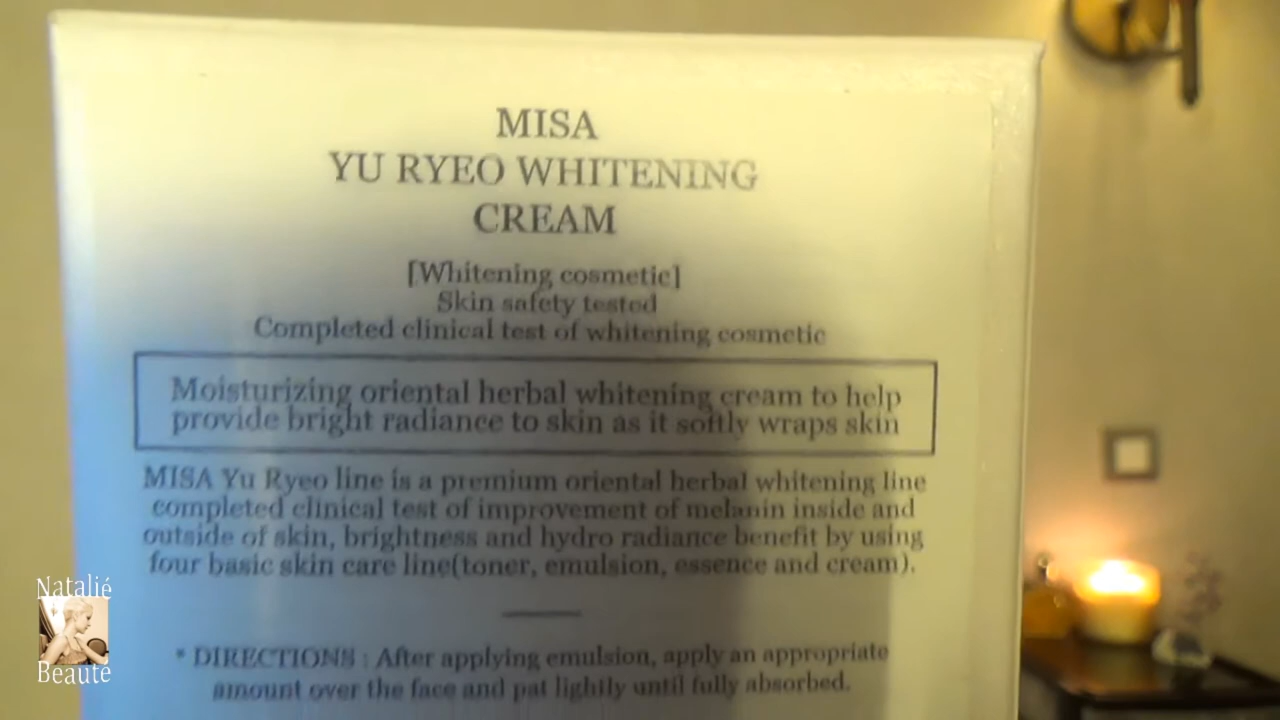 MISA
YU RYEO WHITENING
CREAM
[Whitening cosmetic]
Skin safety tested
Completed clinical test of whitening cosmetic
Moisturizing oriental herbal whitening cream to help
provide bright radiance to skin as it softly wraps skin
MISA Yu Ryeo line is a premium oriental herbal whitening line
completed clinical test of improvement of melanin inside and
outside of skin, brightness and hydro radiance benefit by using
four basic skin care line(toner, emulsion, essence and cream).
* DIRECTIONS : After applying emulsion, apply an appropriate
amount over the face and pat lightly until fully absorbed.
Natalié
Beauté